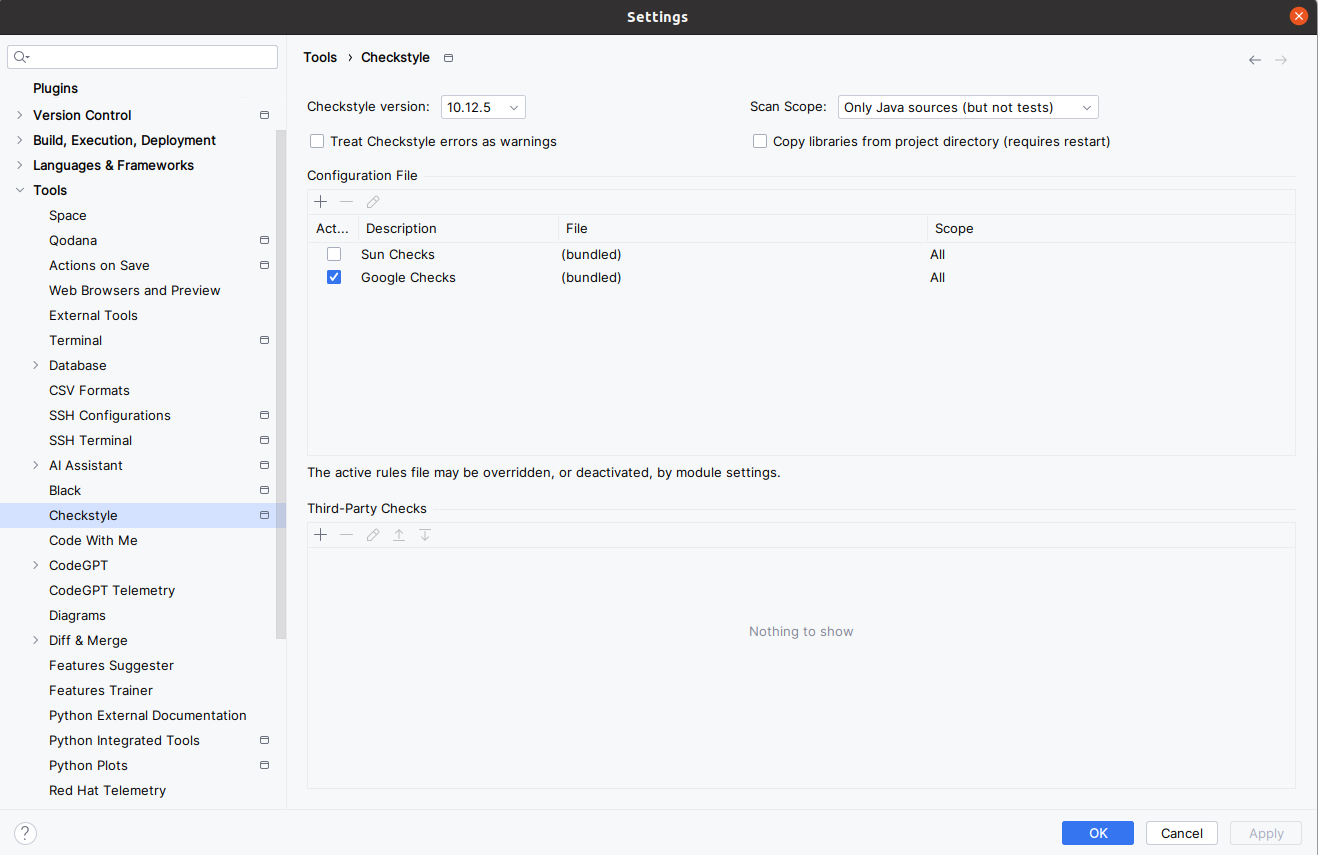 Settings
Plugins
Version Control
Build, Execution, Deployment
Languages & Frameworks
Tools
Space
Qodana
Actions on Save
Web Browsers and Preview
External Tools
Terminal
Database
CSV Formats
SSH Configurations
SSH Terminal
AI Assistant
Black
Checkstyle
Code With Me
CodeGPT
CodeGPT Telemetry
Diagrams
Diff & Merge
Features Suggester
Features Trainer
Python External Documentation
Python Integrated Tools
Python Plots
Red Hat Telemetry
Tools › Checkstyle
Checkstyle version: 10.12.5 Scan Scope: Only Java sources (but not tests)
Treat Checkstyle errors as warnings Copy libraries from project directory (requires restart)
Configuration File
Act... Description File Scope
Sun Checks (bundled) All
Google Checks (bundled) All
The active rules file may be overridden, or deactivated, by module settings.
Third-Party Checks
Nothing to show
? OK Cancel Apply